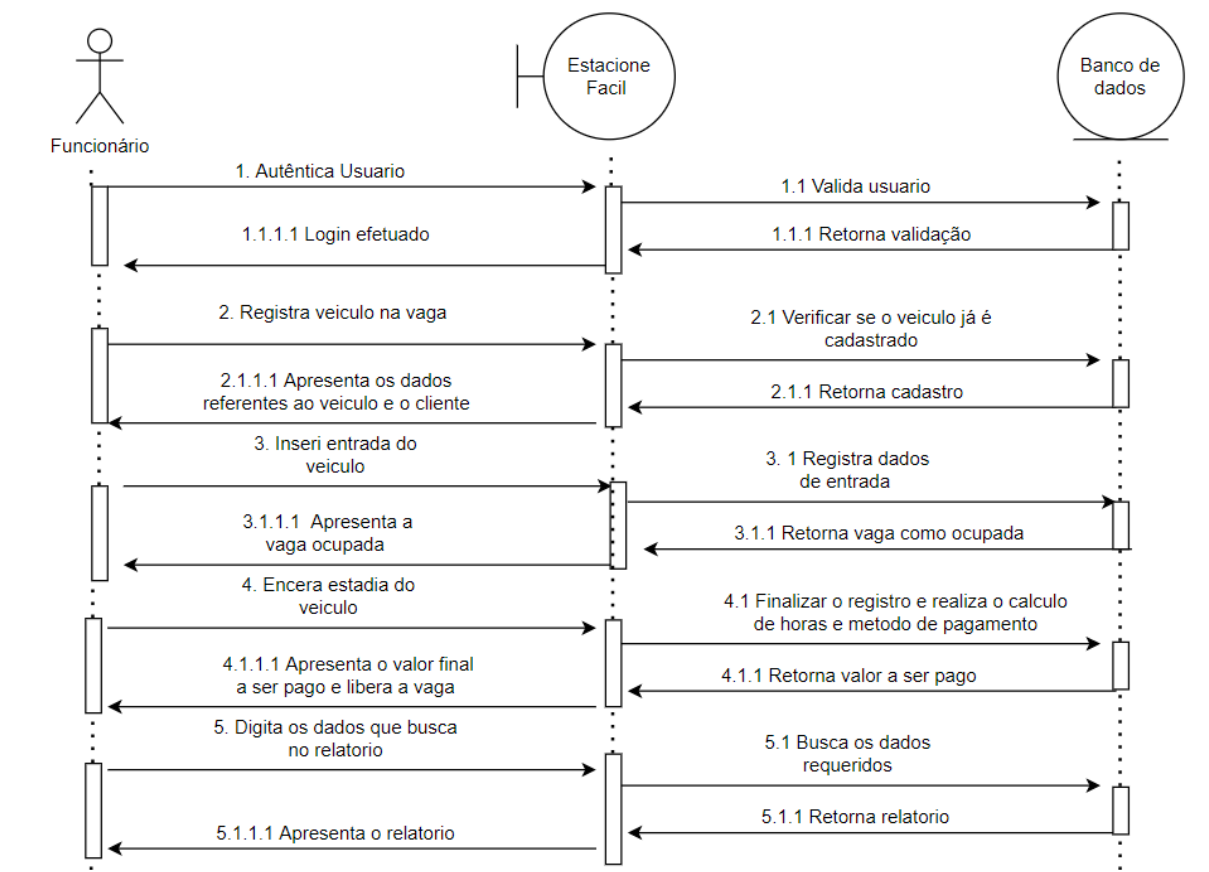 Estacione
Facil
Banco de
dados
Funcionário
1. Autêntica Usuario
1.1 Valida usuario
1.1.1.1 Login efetuado
1.1.1 Retorna validação
2. Registra veiculo na vaga
2.1 Verificar se o veiculo já é
cadastrado
2.1.1.1 Apresenta os dados
referentes ao veiculo e o cliente
2.1.1 Retorna cadastro
3. Inseri entrada do
veiculo
3. 1 Registra dados
de entrada
3.1.1.1 Apresenta a
vaga ocupada
3.1.1 Retorna vaga como ocupada
4. Encera estadia do
veiculo
4.1 Finalizar o registro e realiza o calculo
de horas e metodo de pagamento
4.1.1.1 Apresenta o valor final
a ser pago e libera a vaga
4.1.1 Retorna valor a ser pago
5. Digita os dados que busca
no relatorio
5.1 Busca os dados
requeridos
5.1.1.1 Apresenta o relatorio
5.1.1 Retorna relatorio